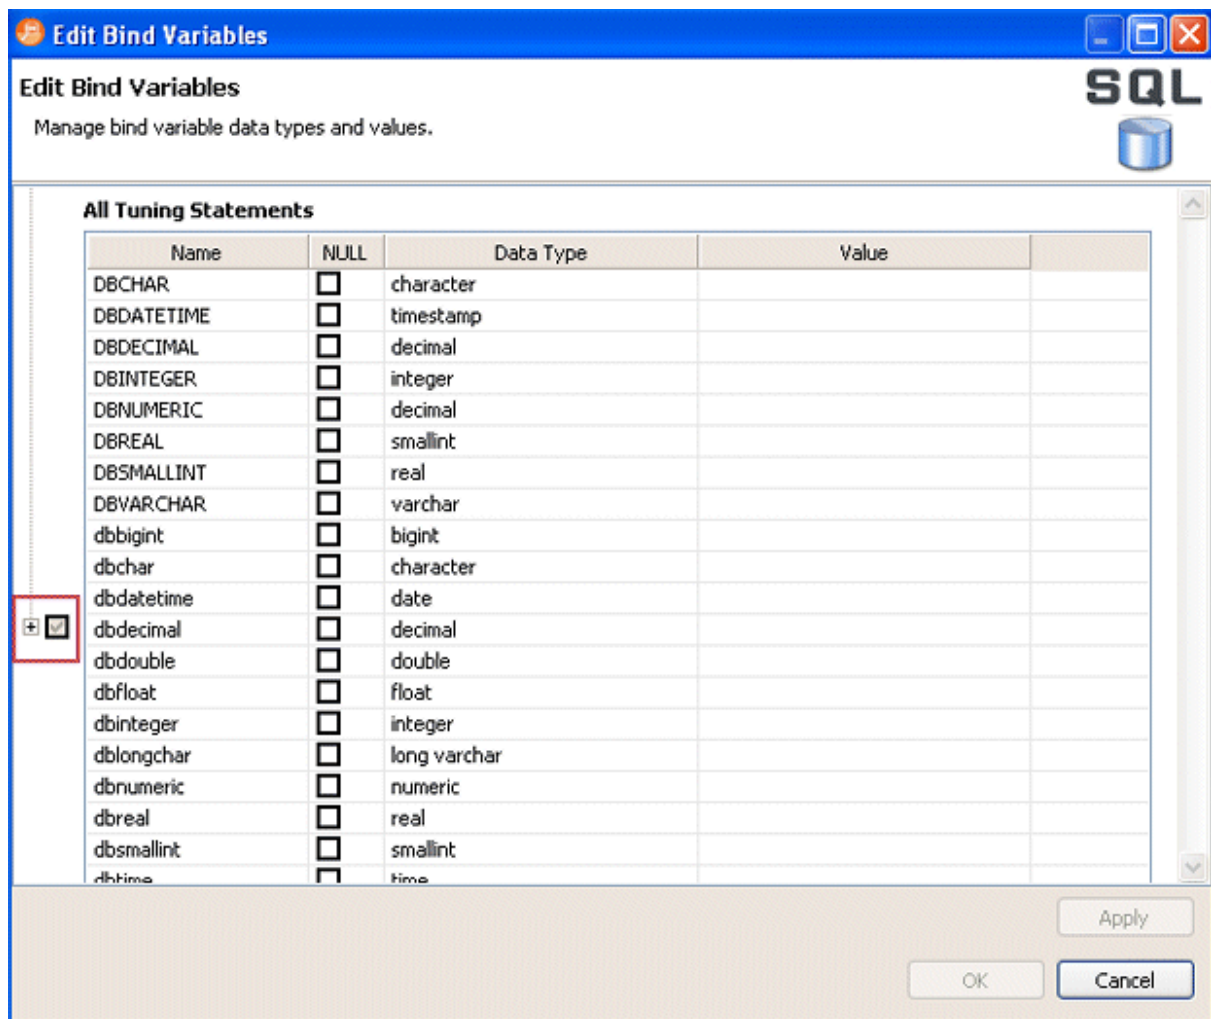 Edit Bind Variables
Edit Bind Variables
SQL
Manage bind variable data types and values.
All Tuning Statements
Name NULL Data Type Value
DBCHAR character
DBDATETIME timestamp
DBDECIMAL decimal
DBINTEGER integer
DBNUMERIC decimal
DBREAL smallint
DBSMALLINT real
DBVARCHAR varchar
dbbigint bigint
dbchar character
dbdatetime date
dbdecimal decimal
dbdouble double
dbfloat float
dbinteger integer
dblongchar long varchar
dbnumeric numeric
dbreal real
dbsmallint smallint
dbtime time
Apply
OK Cancel